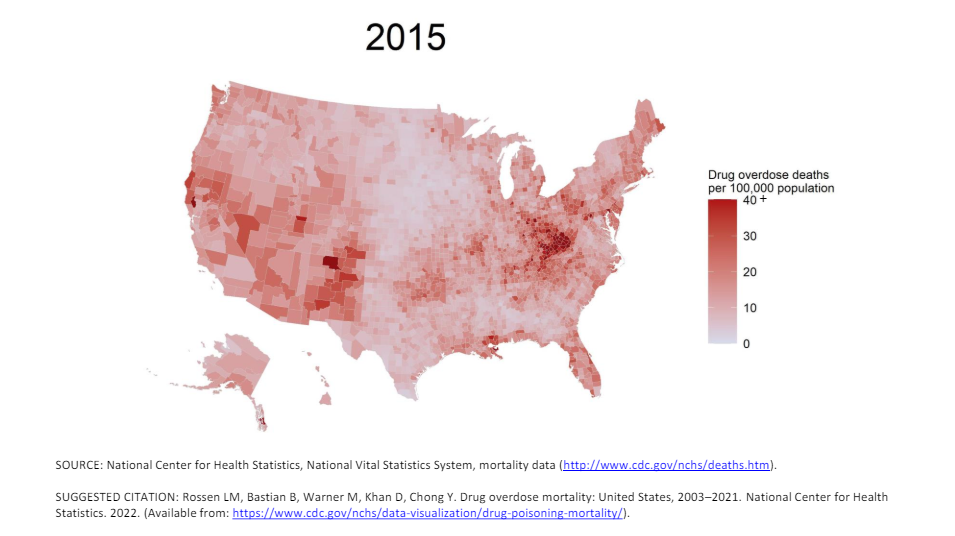 2015
Drug overdose deaths
per 100,000 population
40 +
30
20
10
0
SOURCE: National Center for Health Statistics, National Vital Statistics System, mortality data (http://www.cdc.gov/nchs/deaths.htm).
SUGGESTED CITATION: Rossen LM, Bastian B, Warner M, Khan D, Chong Y. Drug overdose mortality: United States, 2003–2021. National Center for Health
Statistics. 2022. (Available from: https://www.cdc.gov/nchs/data-visualization/drug-poisoning-mortality/).